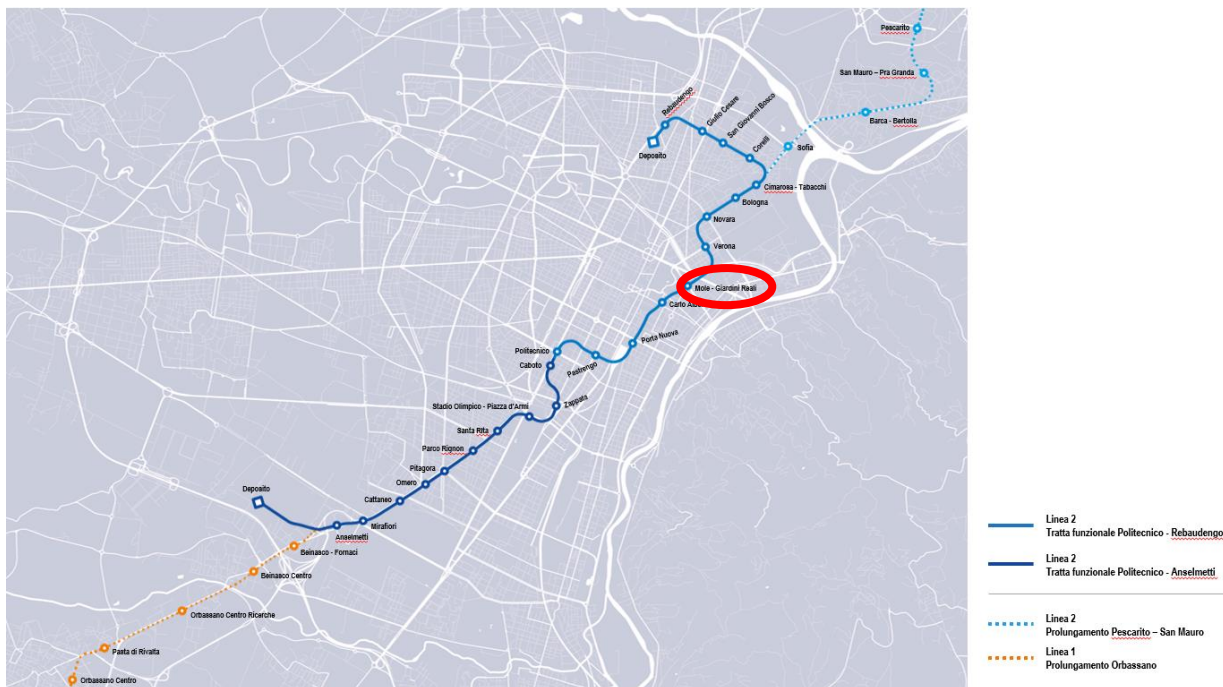 Pescarito
San Mauro – Pra Granda
Barca - Bertolla
Sofia
Rebaudengo
Giulio Cesare
San Giovanni Bosco
Corelli
Deposito
Cimarosa - Tabacchi
Bologna
Novara
Verona
Mole - Giardini Reali
Carlo
Porta Nuova
Politecnico
Pastrengo
Caboto
Zappata
Stadio Olimpico - Piazza d'Armi
Santa Rita
Parco Rignon
Pitagora
Omero
Cattaneo
Deposito
Mirafiori
Anselmetti
Beinasco - Fornaci
Beinasco Centro
Orbassano Centro Ricerche
Pasta di Rivalta
Orbassano Centro
Linea 2
Tratta funzionale Politecnico - Rebaudengo
Linea 2
Tratta funzionale Politecnico - Anselmetti
Linea 2
Prolungamento Pescarito – San Mauro
Linea 1
Prolungamento Orbassano